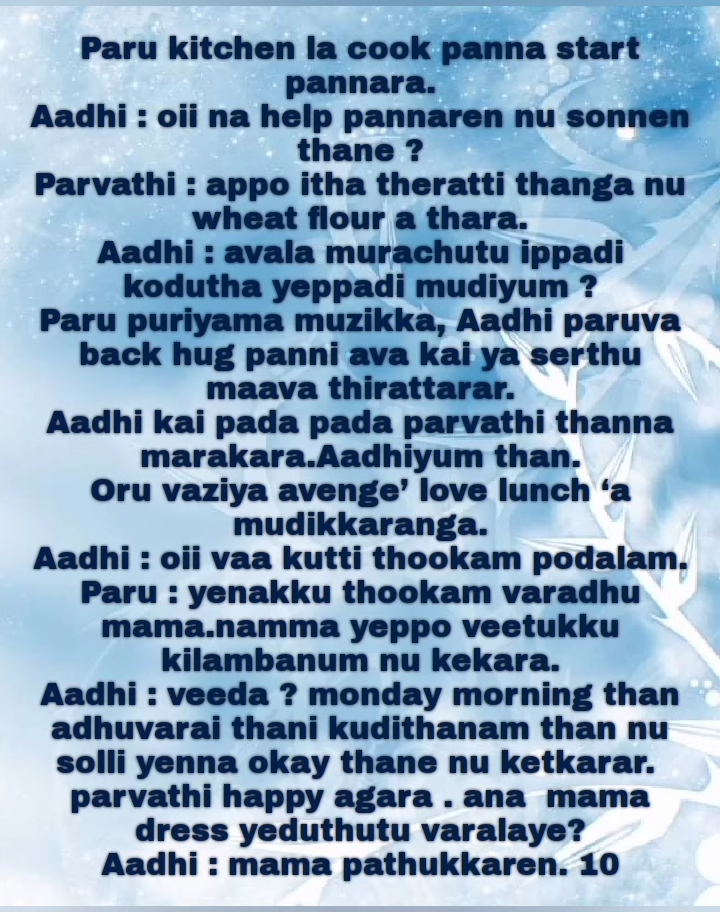 Paru kitchen la cook panna start
pannara.
Aadhi : oii na help pannaren nu sonnen
thane ?
Parvathi : appo itha theratti thanga nu
wheat flour a thara.
Aadhi : avala murachutu ippadi
kodutha yeppadi mudiyum ?
Paru puriyama muzikka, Aadhi paruva
back hug panni ava kai ya serthu
maava thirattarar.
Aadhi kai pada pada parvathi thanna
marakara.Aadhiyum than.
Oru vaziya avenge’ love lunch ‘a
mudikkaranga.
Aadhi : oii vaa kutti thookam podalam.
Paru : yenakku thookam varadhu
mama.namma yeppo veetukku
kilambanum nu kekara.
Aadhi : veeda ? monday morning than
adhuvarai thani kudithanam than nu
solli yenna okay thane nu ketkarar.
parvathi happy agara . ana  mama
dress yeduthutu varalaye?
Aadhi : mama pathukkaren. 10